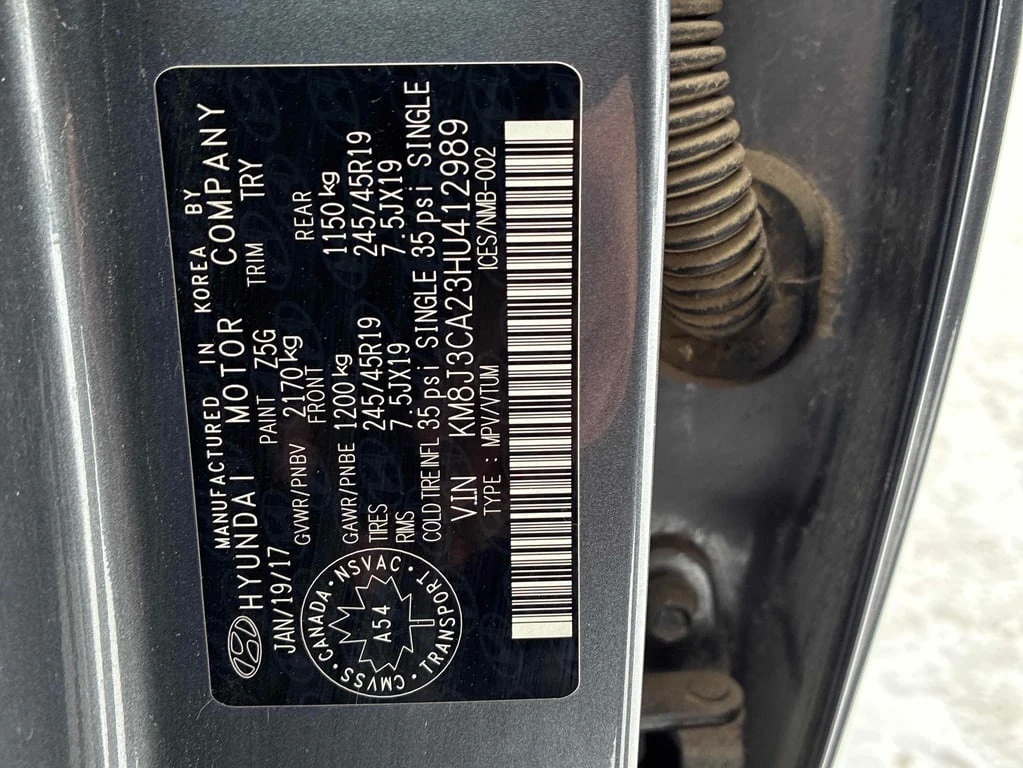 MANUFACTURED IN KOREA BY
HYUNDAI MOTOR COMPANY
JAN/19/17 PAINT Z5G TRIM TRY
GVWR/PNBV 2170kg
FRONT REAR
GAWR/PNBE 1200kg 1150kg
TIRES 245/45R19 245/45R19
RIMS 7.5JX19 7.5JX19
COLD TIRE INFL 35 psi SINGLE 35 psi SINGLE
V.I.N KM8J3CA23HU412989
TYPE : MPV/VTUM ICES/NMB-002
CMVSS · CANADA · NSVAC ·
A54
TRANSPORT